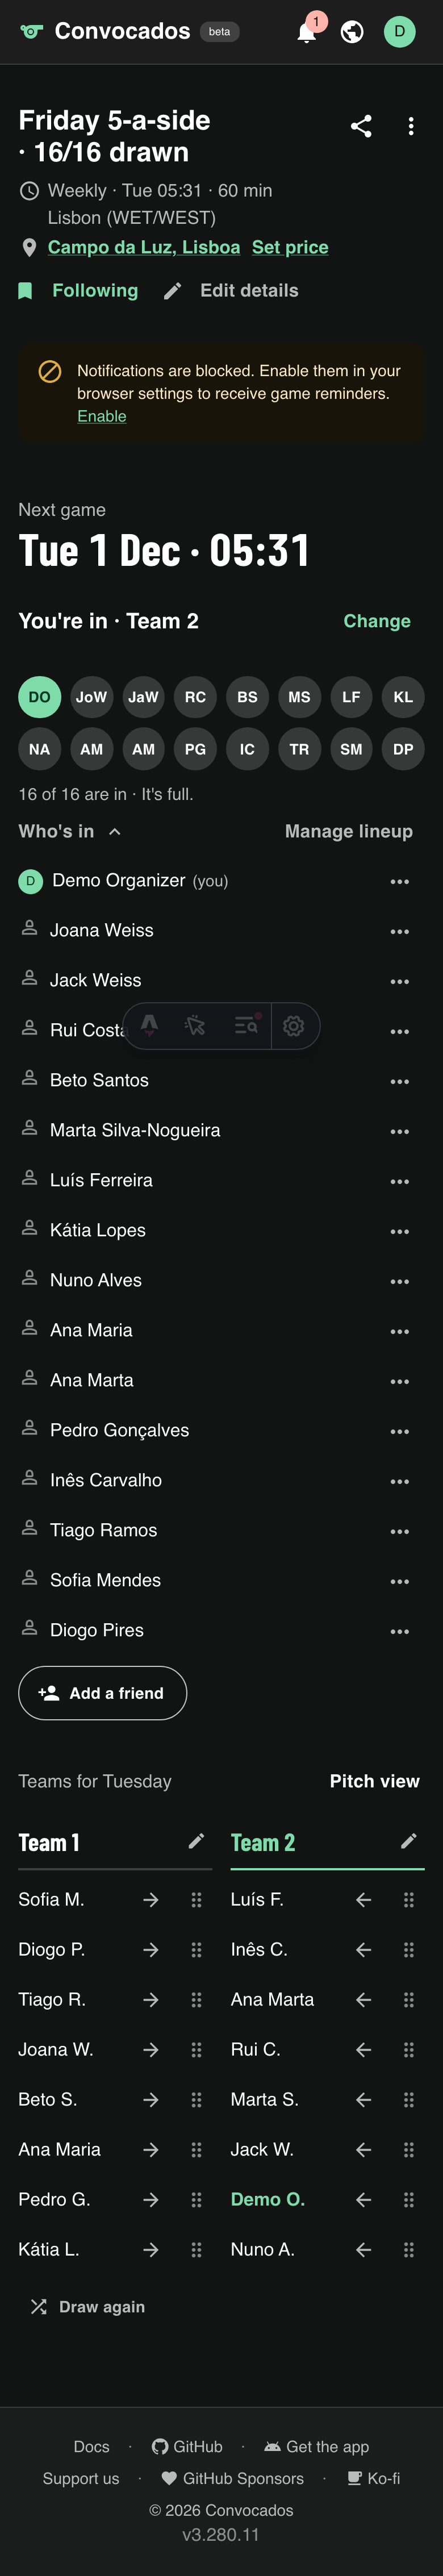 Convocados beta
1
D
Friday 5-a-side
· 16/16 drawn
Weekly · Tue 05:31 · 60 min
Lisbon (WET/WEST)
Campo da Luz, Lisboa Set price
Following Edit details
Notifications are blocked. Enable them in your
browser settings to receive game reminders.
Enable
Next game
Tue 1 Dec · 05:31
You're in · Team 2 Change
DO JoW JaW RC BS MS LF KL
NA AM AM PG IC TR SM DP
16 of 16 are in · It's full.
Who's in Manage lineup
D Demo Organizer (you)
Joana Weiss
Jack Weiss
Rui Costa
Beto Santos
Marta Silva-Nogueira
Luís Ferreira
Kátia Lopes
Nuno Alves
Ana Maria
Ana Marta
Pedro Gonçalves
Inês Carvalho
Tiago Ramos
Sofia Mendes
Diogo Pires
Add a friend
Teams for Tuesday Pitch view
Team 1 Team 2
Sofia M. Luís F.
Diogo P. Inês C.
Tiago R. Ana Marta
Joana W. Rui C.
Beto S. Marta S.
Ana Maria Jack W.
Pedro G. Demo O.
Kátia L. Nuno A.
Draw again
Docs · GitHub · Get the app
Support us · GitHub Sponsors · Ko-fi
© 2026 Convocados
v3.280.11